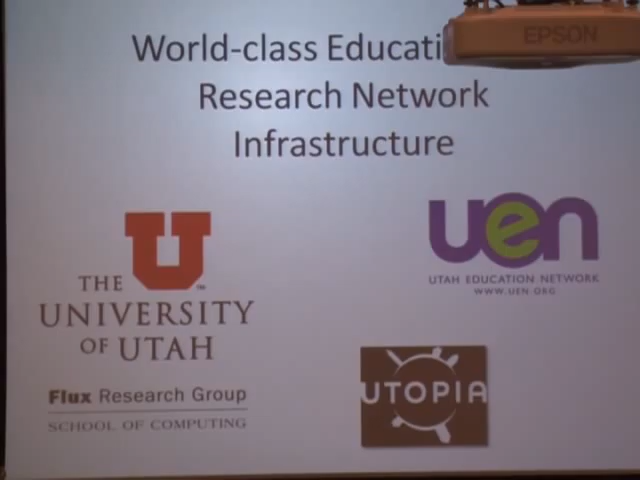 World-class Educati
Research Network
Infrastructure
EPSON
U
TM
THE
UNIVERSITY
OF UTAH
Flux Research Group
SCHOOL OF COMPUTING
uen
UTAH EDUCATION NETWORK
WWW.UEN.ORG
UTOPIA